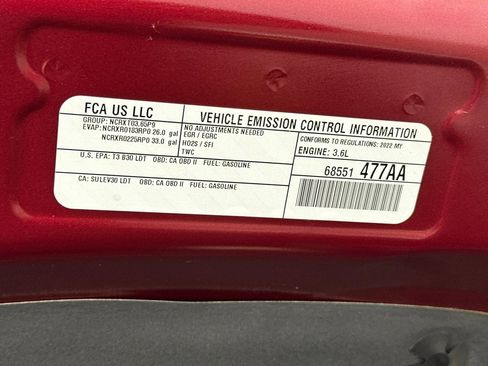 FCA US LLC
VEHICLE EMISSION CONTROL INFORMATION
GROUP: NCRXT03.65P9
EVAP: NCRXR0183RP0 26.0 gal
NCRXR0225RP0 33.0 gal
NO ADJUSTMENTS NEEDED
EGR / EGRC
HO2S / SFI
TWC
CONFORMS TO REGULATIONS: 2022 MY
ENGINE: 3.6L
U.S. EPA: T3 B30 LDT OBD: CA OBD II FUEL: GASOLINE
CA: SULEV30 LDT OBD: CA OBD II FUEL: GASOLINE
68551 477AA